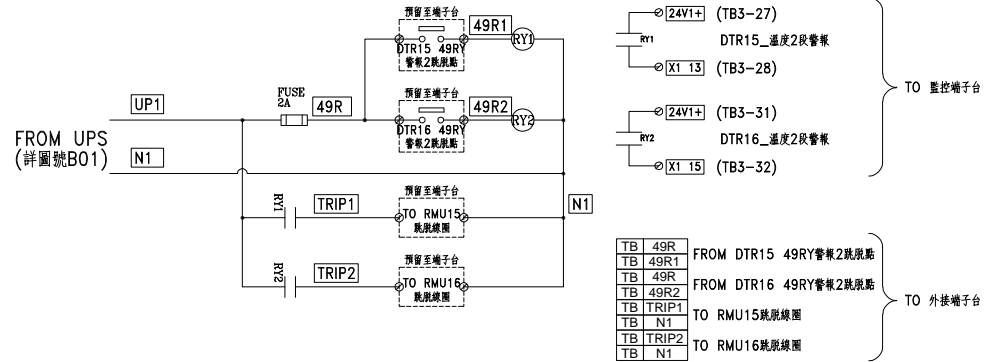 預留至端子台
49R1
RY1
DTR15 49RY
警報2跳脫點
24V1+ (TB3-27)
RY1
DTR15_溫度2段警報
X1 13 (TB3-28)
TO 監控端子台
UP1
FUSE
2A
49R
預留至端子台
49R2
RY2
DTR16 49RY
警報2跳脫點
24V1+ (TB3-31)
RY2
DTR16_溫度2段警報
X1 15 (TB3-32)
FROM UPS
(詳圖號B01)
N1
RY1
TRIP1
預留至端子台
TO RMU15
跳脫線圈
N1
RY2
TRIP2
預留至端子台
TO RMU16
跳脫線圈
TB 49R
TB 49R1
FROM DTR15 49RY警報2跳脫點
TB 49R
TB 49R2
FROM DTR16 49RY警報2跳脫點
TB TRIP1
TB N1
TO RMU15跳脫線圈
TB TRIP2
TB N1
TO RMU16跳脫線圈
TO 外接端子台